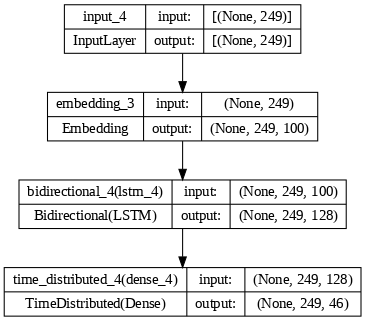 input_4 input: [(None, 249)]
InputLayer output: [(None, 249)]
embedding_3 input: (None, 249)
Embedding output: (None, 249, 100)
bidirectional_4(lstm_4) input: (None, 249, 100)
Bidirectional(LSTM) output: (None, 249, 128)
time_distributed_4(dense_4) input: (None, 249, 128)
TimeDistributed(Dense) output: (None, 249, 46)